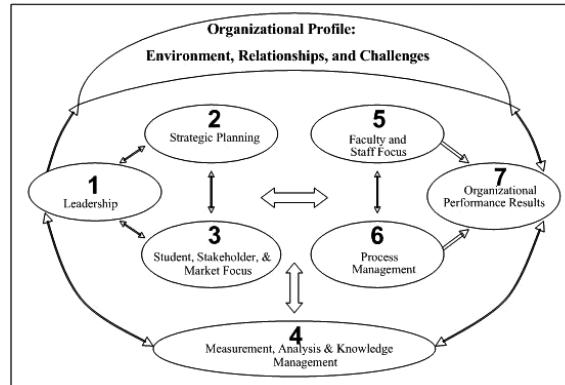 Organizational Profile:
Environment, Relationships, and Challenges
2
Strategic Planning
5
Faculty and
Staff Focus
1
Leadership
7
Organizational
Performance Results
3
Student, Stakeholder, &
Market Focus
6
Process
Management
4
Measurement, Analysis & Knowledge
Management